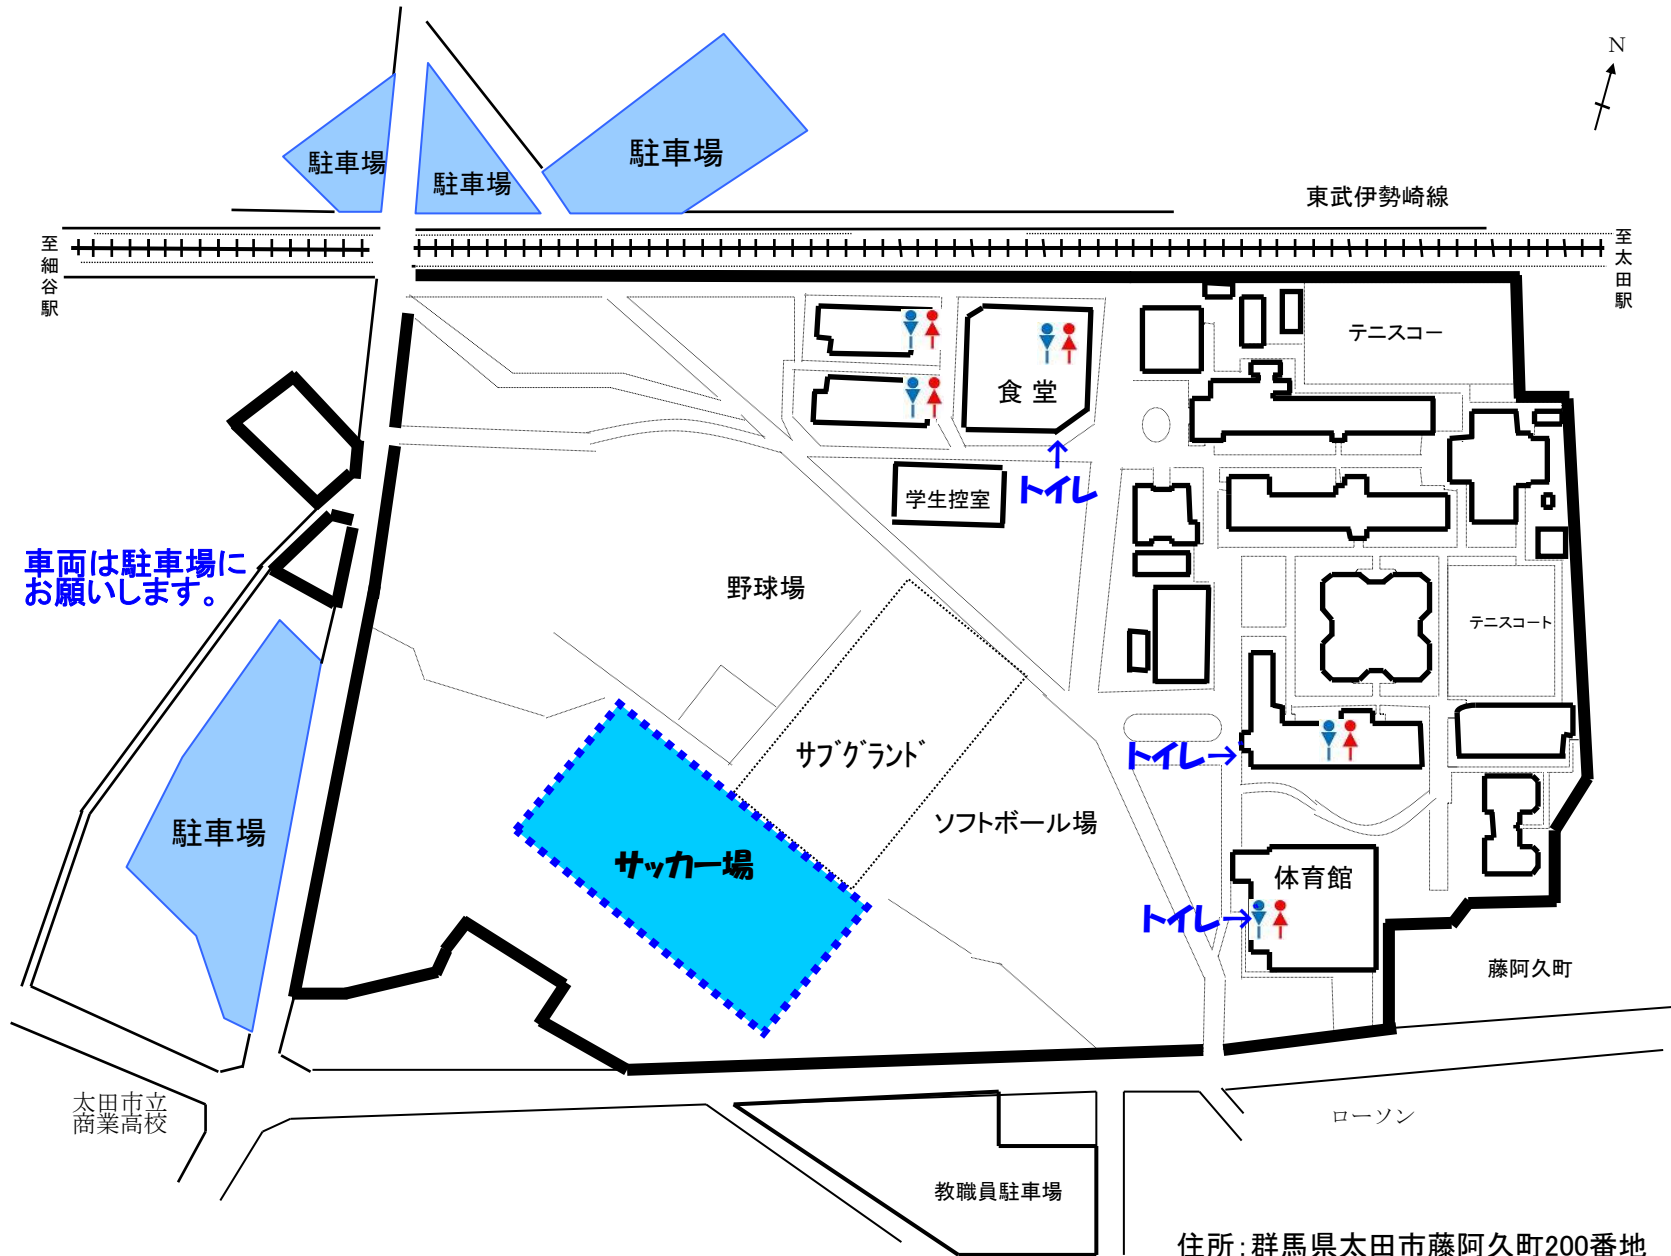 N
駐車場
駐車場
駐車場
東武伊勢崎線
至細谷駅
至太田駅
テニスコー
食 堂
↑
トイレ
学生控室
車両は駐車場に
お願いします。
野球場
テニスコート
サブグランド
トイレ→
ソフトボール場
駐車場
サッカー場
体育館
トイレ→
藤阿久町
太田市立
商業高校
ローソン
教職員駐車場
住所:群馬県太田市藤阿久町200番地